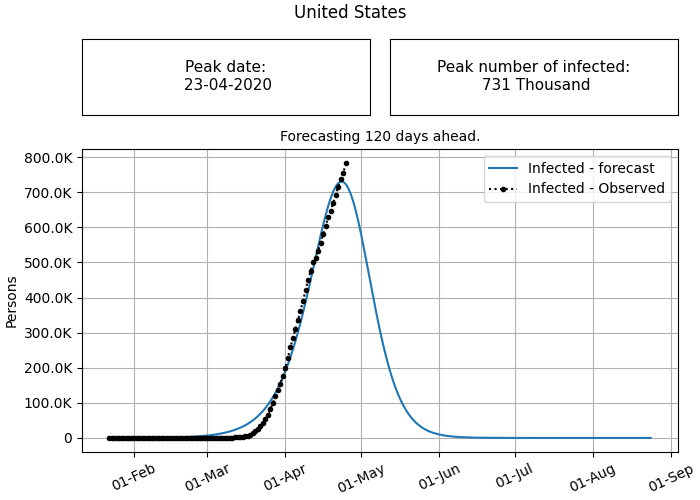 United States
Peak date:
23-04-2020
Peak number of infected:
731 Thousand
Forecasting 120 days ahead.
Infected - forecast
Infected - Observed
Persons
800.0K
700.0K
600.0K
500.0K
400.0K
300.0K
200.0K
100.0K
0
01-Feb
01-Mar
01-Apr
01-May
01-Jun
01-Jul
01-Aug
01-Sep